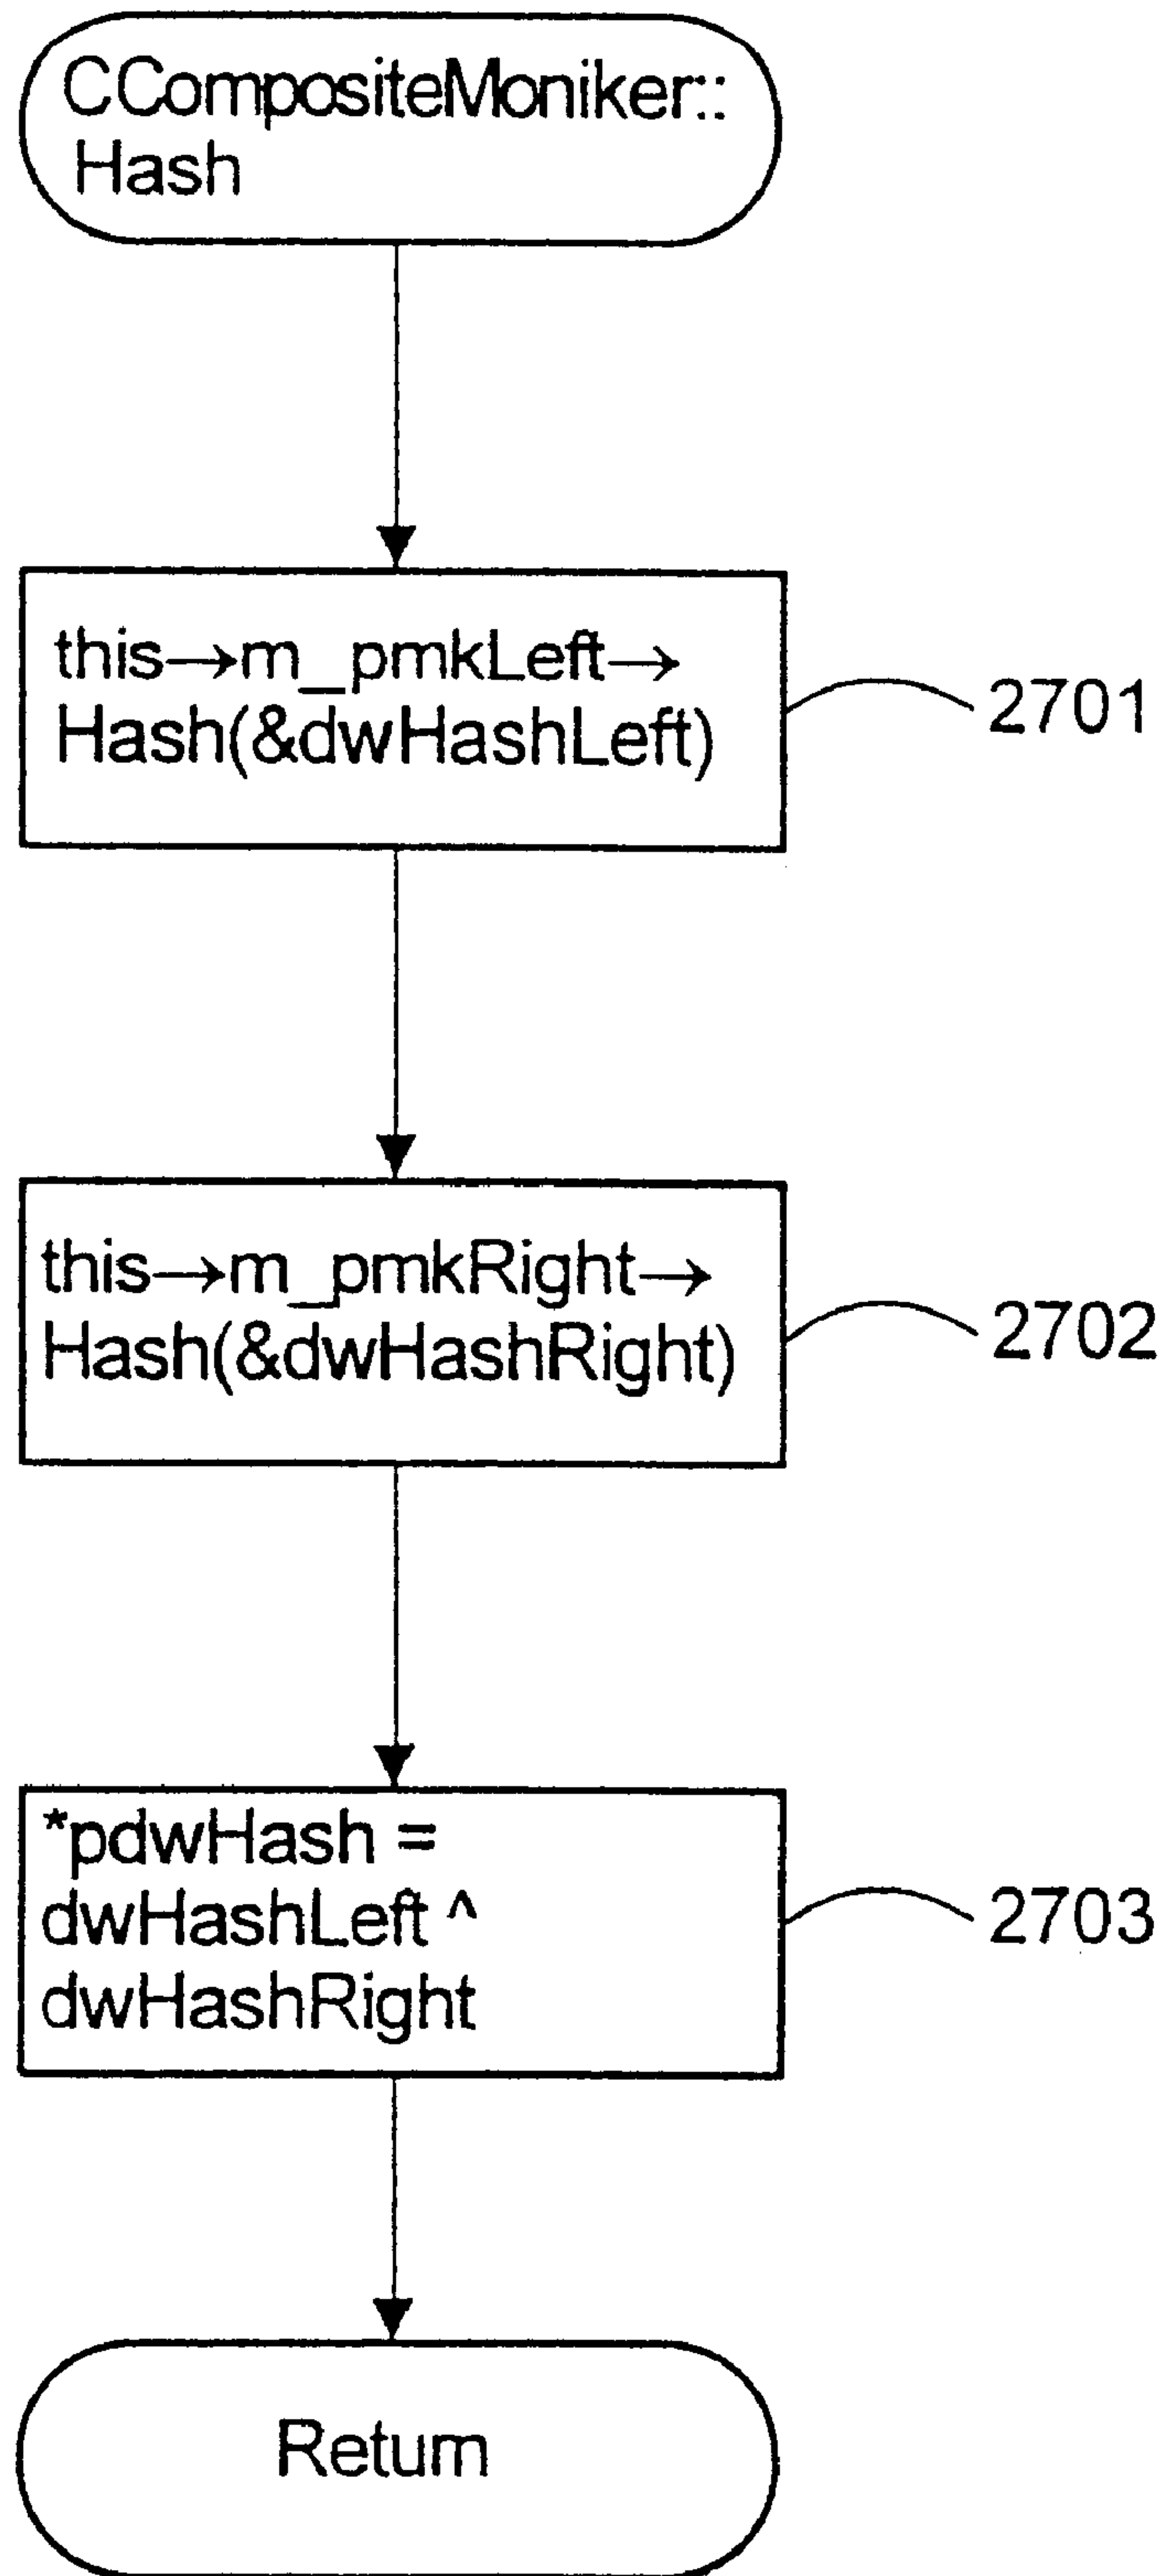 CCompositeMoniker::
Hash
this→m_pmkLeft→
Hash(&dwHashLeft)
2701
this→m_pmkRight→
Hash(&dwHashRight)
2702
*pdwHash =
dwHashLeft ^
dwHashRight
2703
Return